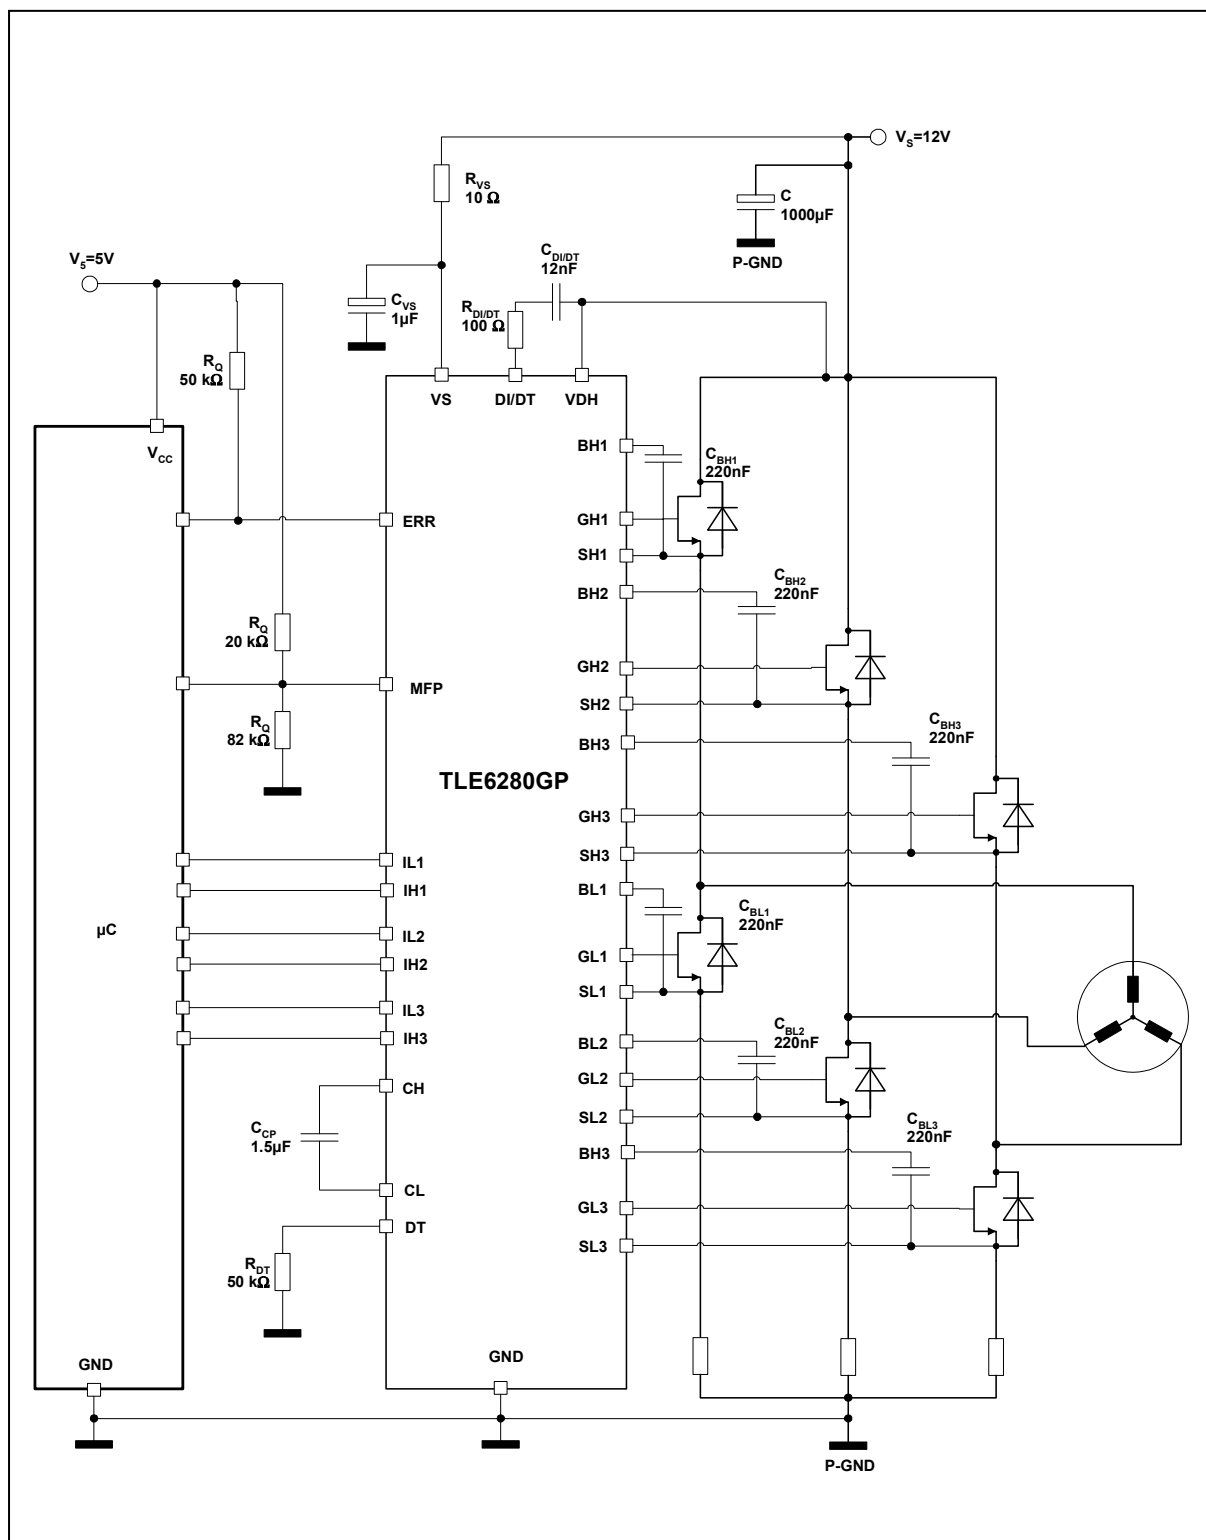 V_S=12V
R_VS
10 Ω
C
1000µF
P-GND
C_DI/DT
12nF
V_5=5V
C_VS
1µF
R_DI/DT
100 Ω
R_Q
50 kΩ
VS
DI/DT
VDH
V_CC
BH1
C_BH1
220nF
ERR
GH1
SH1
BH2
C_BH2
220nF
R_Q
20 kΩ
GH2
MFP
SH2
R_Q
82 kΩ
BH3
C_BH3
220nF
TLE6280GP
GH3
SH3
IL1
IH1
BL1
C_BL1
220nF
µC
IL2
GL1
IH2
SL1
IL3
IH3
BL2
C_BL2
220nF
CH
GL2
SL2
C_CP
1.5µF
BH3
C_BL3
220nF
CL
GL3
DT
SL3
R_DT
50 kΩ
GND
GND
P-GND